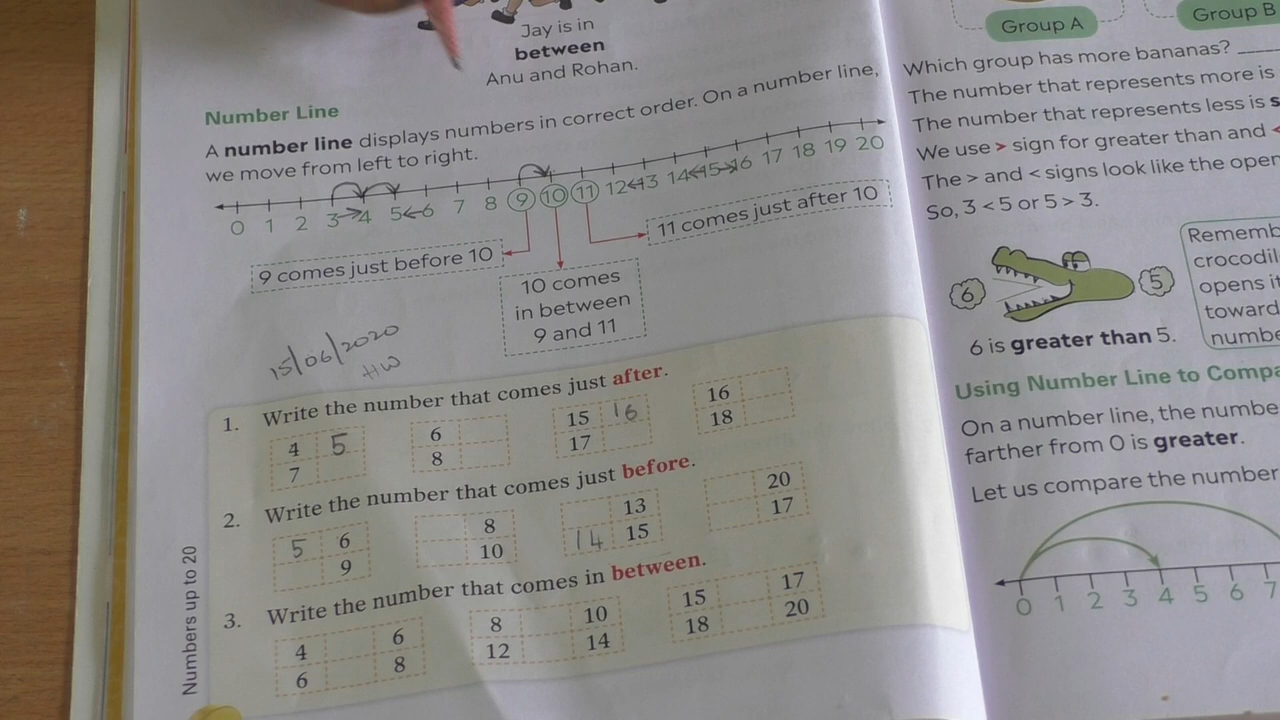 Jay is in
between
Anu and Rohan.
Number Line
A number line displays numbers in correct order. On a number line,
we move from left to right.
0 1 2 3 4 5 6 7 8 9 10 11 12 13 14 15 16 17 18 19 20
9 comes just before 10
10 comes
in between
9 and 11
11 comes just after 10
15/06/2020
HW
1. Write the number that comes just after.
4 5 6 15 16 16
7 8 17 18
2. Write the number that comes just before.
5 6 8 13 20
9 10 14 15 17
3. Write the number that comes in between.
4 6 8 10 15 17
6 8 12 14 18 20
Numbers up to 20
Group A
Group B
Which group has more bananas?
The number that represents more is
The number that represents less is
We use > sign for greater than and <
The > and < signs look like the open
So, 3 < 5 or 5 > 3.
6
5
Rememb
crocodil
opens it
toward
numbe
6 is greater than 5.
Using Number Line to Compa
On a number line, the numbe
farther from 0 is greater.
Let us compare the number
0 1 2 3 4 5 6 7